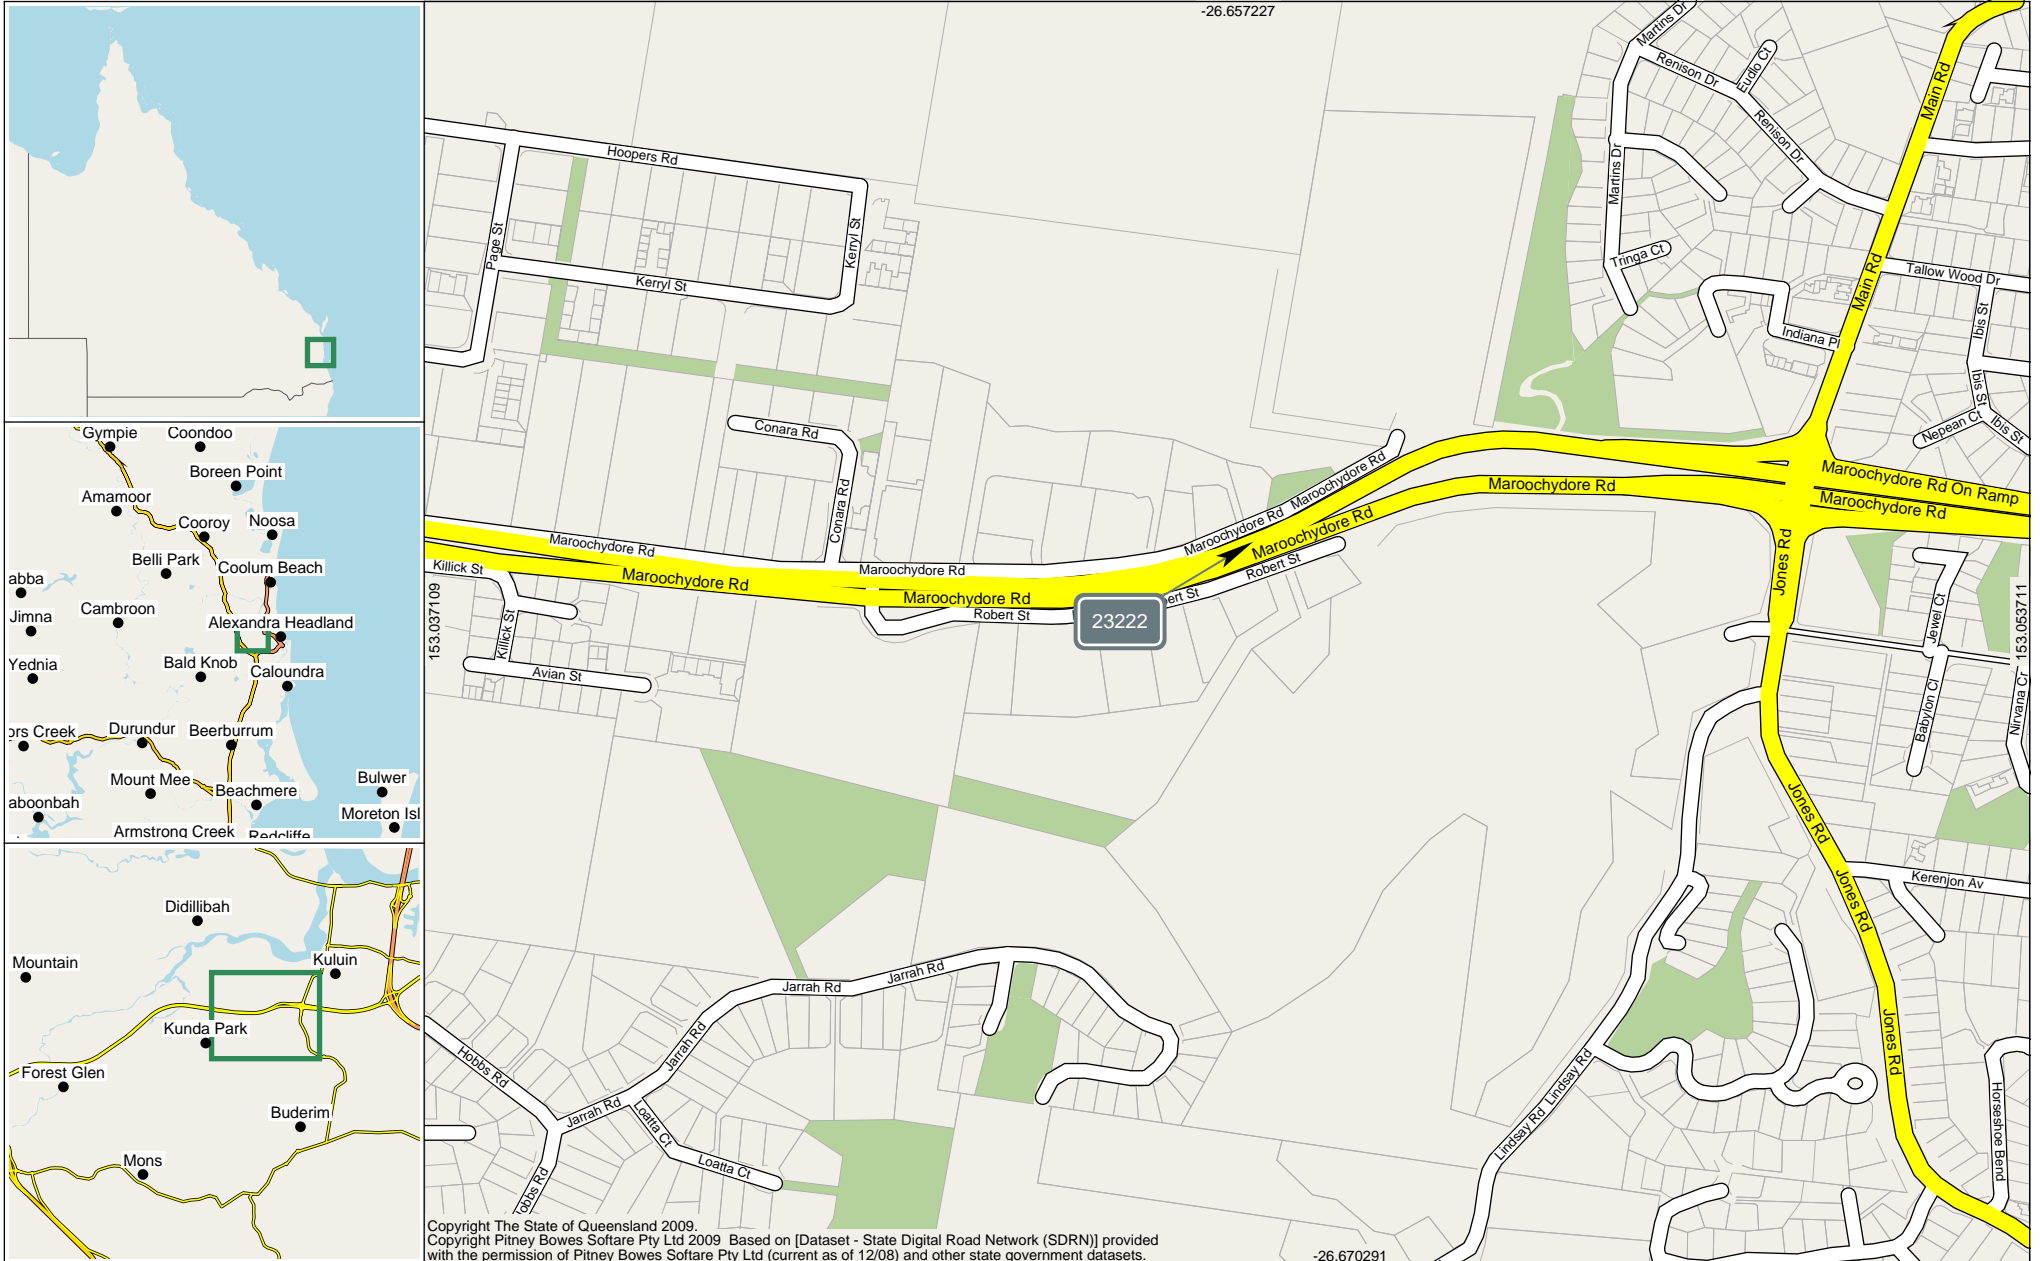 Gympie
Coondoo
Boreen Point
Amamoor
Cooroy
Noosa
Belli Park
Coolum Beach
abba
Cambroon
Jimna
Alexandra Headland
Yednia
Bald Knob
Caloundra
ors Creek
Durundur
Beerburrum
Mount Mee
Bulwer
Beachmere
aboonbah
Moreton Isl
Armstrong Creek
Redcliffe
Didillibah
Mountain
Kuluin
Kunda Park
Forest Glen
Buderim
Mons
-26.657227
Martins Dr
Renison Dr
Eudlo Ct
Main Rd
Renison Dr
Hoopers Rd
Martins Dr
Page St
Kerryl St
Tringa Ct
Main Rd
Tallow Wood Dr
Kerryl St
Ibis St
Indiana Pl
Ibis St
Conara Rd
Nepean Ct
Ibis St
Maroochydore Rd
Maroochydore Rd On Ramp
Maroochydore Rd
Maroochydore Rd
Conara Rd
Maroochydore Rd
Maroochydore Rd
Maroochydore Rd
Maroochydore Rd
Jones Rd
Killick St
Maroochydore Rd
Robert St
Maroochydore Rd
bert St
Robert St
23222
153.037109
Killick St
Jewel Ct
153.053711
Avian St
Babylon Cl
Nirvana Cr
Jones Rd
Kerenjon Av
Jones Rd
Jarrah Rd
Jarrah Rd
Jarrah Rd
Jones Rd
Hobbs Rd
Lindsay Rd
Jarrah Rd
Loatta Ct
Lindsay Rd
Horseshoe Bend
Loatta Ct
obbs Rd
Copyright The State of Queensland 2009.
Copyright Pitney Bowes Softare Pty Ltd 2009 Based on [Dataset - State Digital Road Network (SDRN)] provided
with the permission of Pitney Bowes Softare Pty Ltd (current as of 12/08) and other state government datasets.
-26.670291